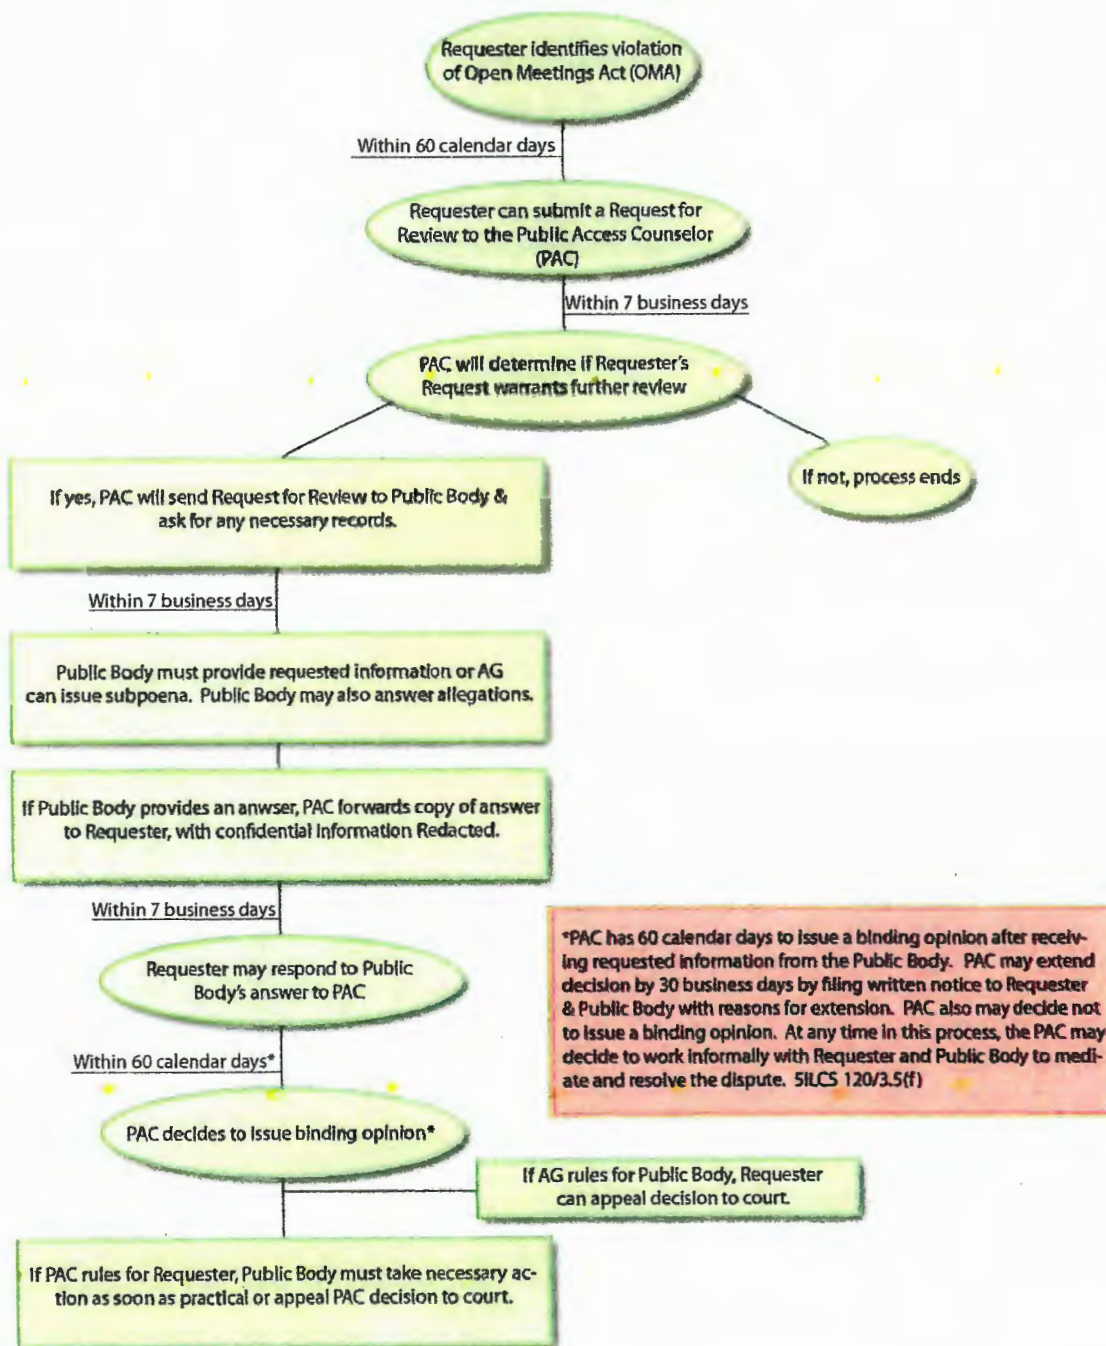 Requester identifies violation
of Open Meetings Act (OMA)
Within 60 calendar days
Requester can submit a Request for
Review to the Public Access Counselor
(PAC)
Within 7 business days
PAC will determine if Requester's
Request warrants further review
If not, process ends
If yes, PAC will send Request for Review to Public Body &
ask for any necessary records.
Within 7 business days
Public Body must provide requested information or AG
can issue subpoena. Public Body may also answer allegations.
If Public Body provides an anwser, PAC forwards copy of answer
to Requester, with confidential Information Redacted.
Within 7 business days
Requester may respond to Public
Body's answer to PAC
Within 60 calendar days*
PAC decides to issue binding opinion*
*PAC has 60 calendar days to issue a binding opinion after receiv-
ing requested information from the Public Body. PAC may extend
decision by 30 business days by filing written notice to Requester
& Public Body with reasons for extension. PAC also may decide not
to issue a binding opinion. At any time in this process, the PAC may
decide to work informally with Requester and Public Body to medi-
ate and resolve the dispute. 5ILCS 120/3.5(f)
If AG rules for Public Body, Requester
can appeal decision to court.
If PAC rules for Requester, Public Body must take necessary ac-
tion as soon as practical or appeal PAC decision to court.